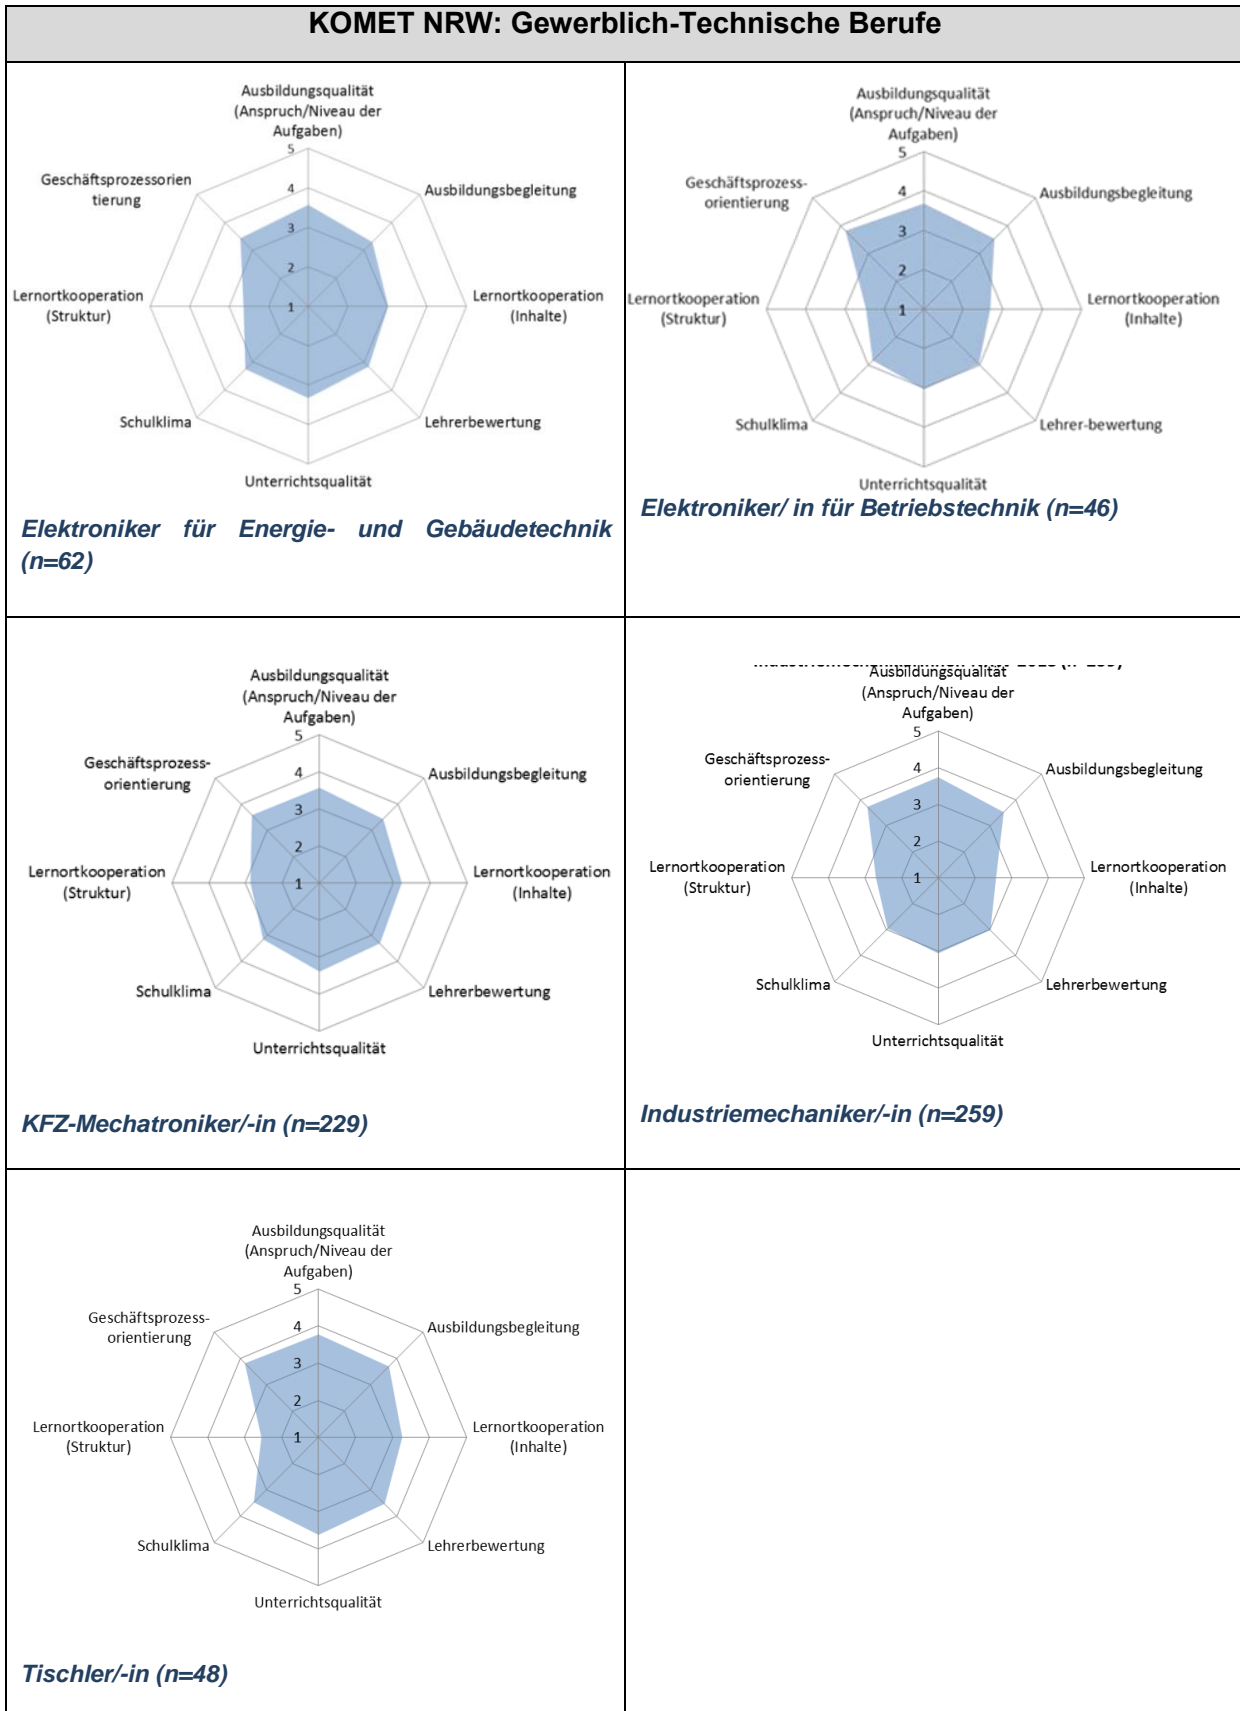 KOMET NRW: Gewerblich-Technische Berufe
Ausbildungsqualität
(Anspruch/Niveau der
Aufgaben)
5
4
3
2
1
Geschäftsprozessorien
tierung
Ausbildungsbegleitung
Lernortkooperation
(Struktur)
Lernortkooperation
(Inhalte)
Schulklima
Lehrerbewertung
Unterrichtsqualität
Elektroniker für Energie- und Gebäudetechnik
(n=62)
Ausbildungsqualität
(Anspruch/Niveau der
Aufgaben)
5
4
3
2
1
Geschäftsprozess-
orientierung
Ausbildungsbegleitung
Lernortkooperation
(Struktur)
Lernortkooperation
(Inhalte)
Schulklima
Lehrer-bewertung
Unterrichtsqualität
Elektroniker/ in für Betriebstechnik (n=46)
Ausbildungsqualität
(Anspruch/Niveau der
Aufgaben)
5
4
3
2
1
Geschäftsprozess-
orientierung
Ausbildungsbegleitung
Lernortkooperation
(Struktur)
Lernortkooperation
(Inhalte)
Schulklima
Lehrerbewertung
Unterrichtsqualität
KFZ-Mechatroniker/-in (n=229)
Ausbildungsqualität
(Anspruch/Niveau der
Aufgaben)
5
4
3
2
1
Geschäftsprozess-
orientierung
Ausbildungsbegleitung
Lernortkooperation
(Struktur)
Lernortkooperation
(Inhalte)
Schulklima
Lehrerbewertung
Unterrichtsqualität
Industriemechaniker/-in (n=259)
Ausbildungsqualität
(Anspruch/Niveau der
Aufgaben)
5
4
3
2
1
Geschäftsprozess-
orientierung
Ausbildungsbegleitung
Lernortkooperation
(Struktur)
Lernortkooperation
(Inhalte)
Schulklima
Lehrerbewertung
Unterrichtsqualität
Tischler/-in (n=48)